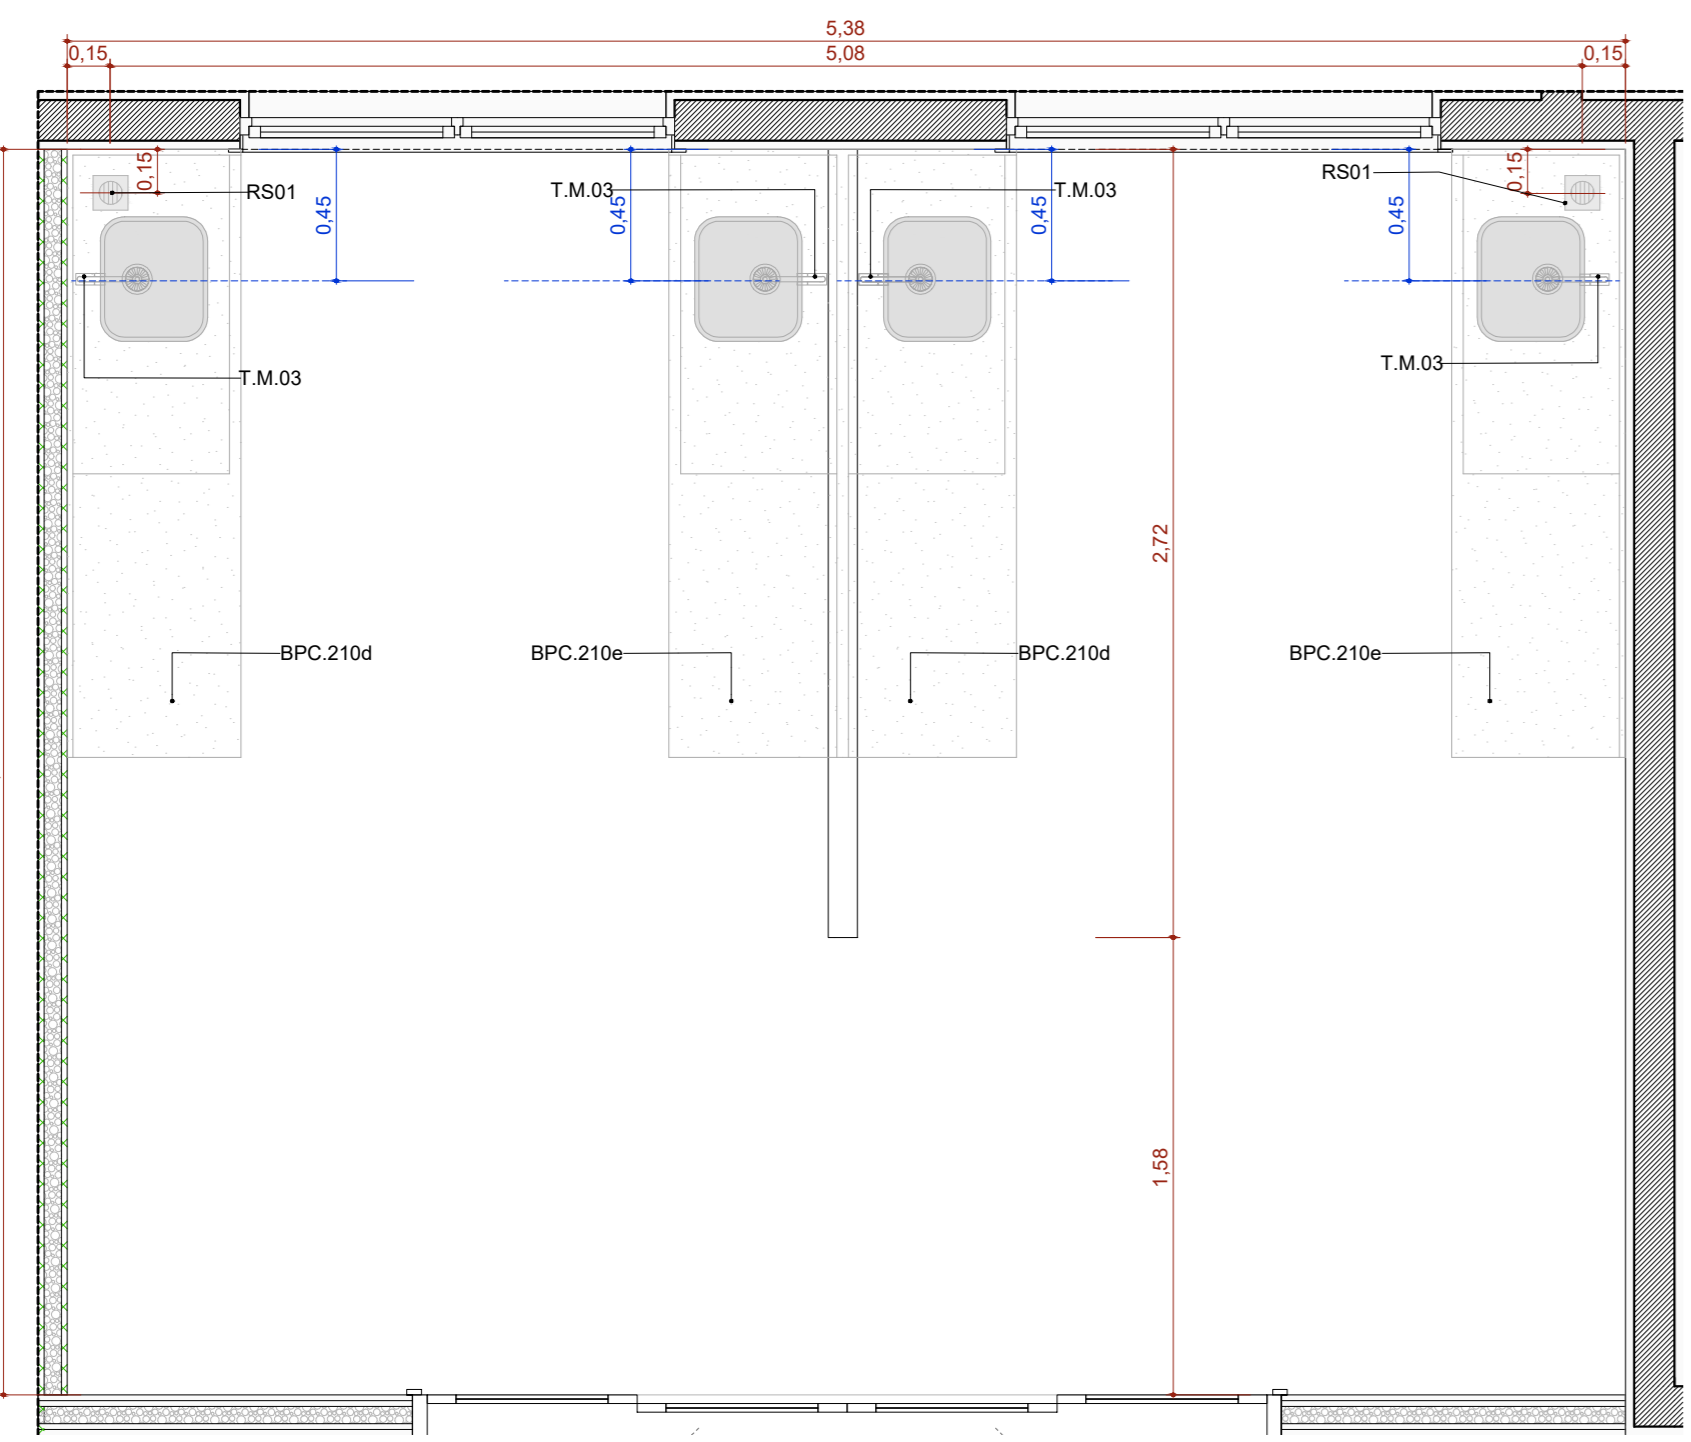 5,38
0,15 5,08 0,15
0,15 RS01 0,45 T.M.03 0,45 T.M.03 0,45 RS01 0,45 0,15
T.M.03 T.M.03
2,72
BPC.210d BPC.210e BPC.210d BPC.210e
1,58